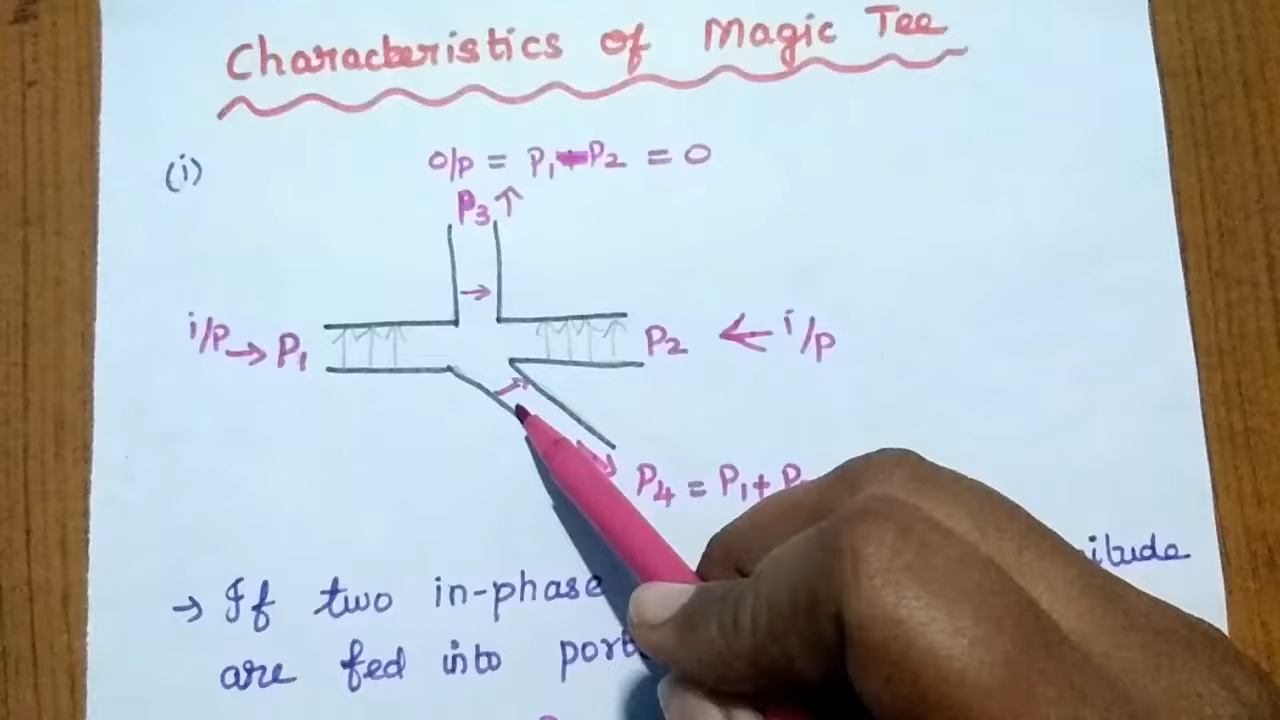 Characteristics of Magic Tee
(i)
o/p = P1 - P2 = 0
P3 ↑
i/p → P1
P2 ← i/p
P4 = P1 +
→ If two in-phase
are fed into